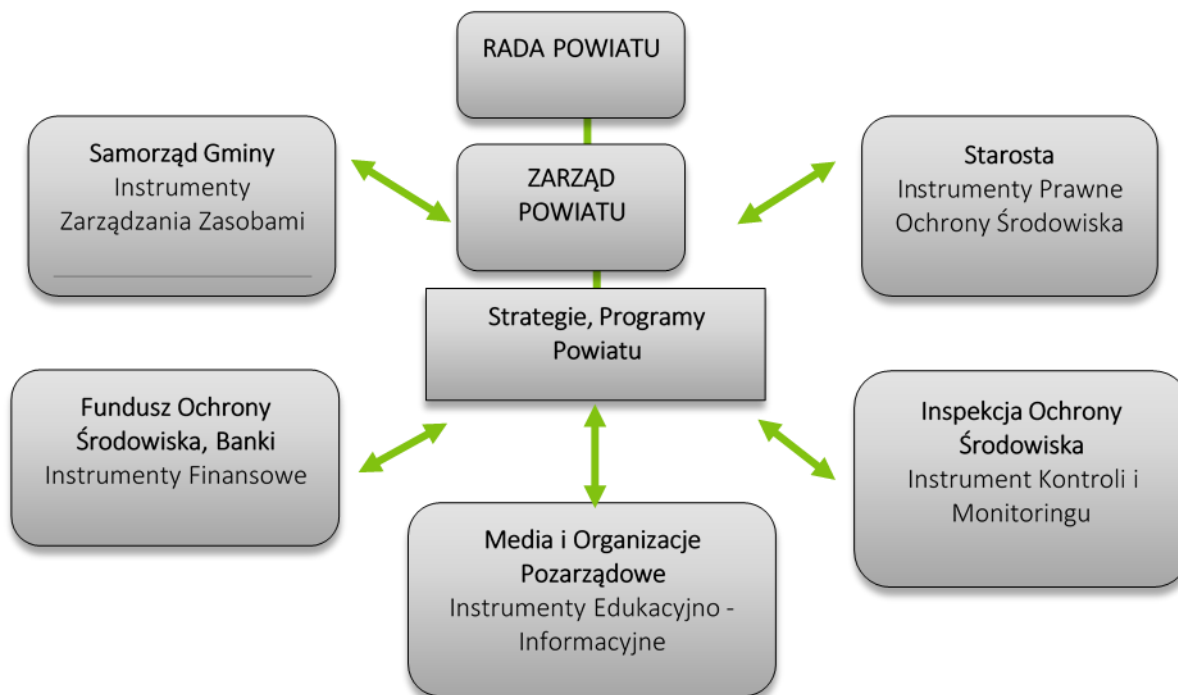 RADA POWIATU
Samorząd Gminy
Instrumenty
Zarządzania Zasobami
ZARZĄD
POWIATU
Starosta
Instrumenty Prawne
Ochrony Środowiska
Strategie, Programy
Powiatu
Fundusz Ochrony
Środowiska, Banki
Instrumenty Finansowe
Inspekcja Ochrony
Środowiska
Instrument Kontroli i
Monitoringu
Media i Organizacje
Pozarządowe
Instrumenty Edukacyjno -
Informacyjne